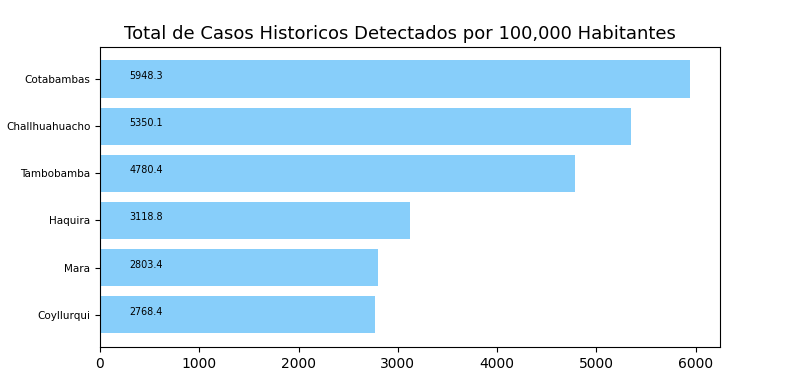 Total de Casos Historicos Detectados por 100,000 Habitantes
Cotabambas 5948.3
Challhuahuacho 5350.1
Tambobamba 4780.4
Haquira 3118.8
Mara 2803.4
Coyllurqui 2768.4
0 1000 2000 3000 4000 5000 6000